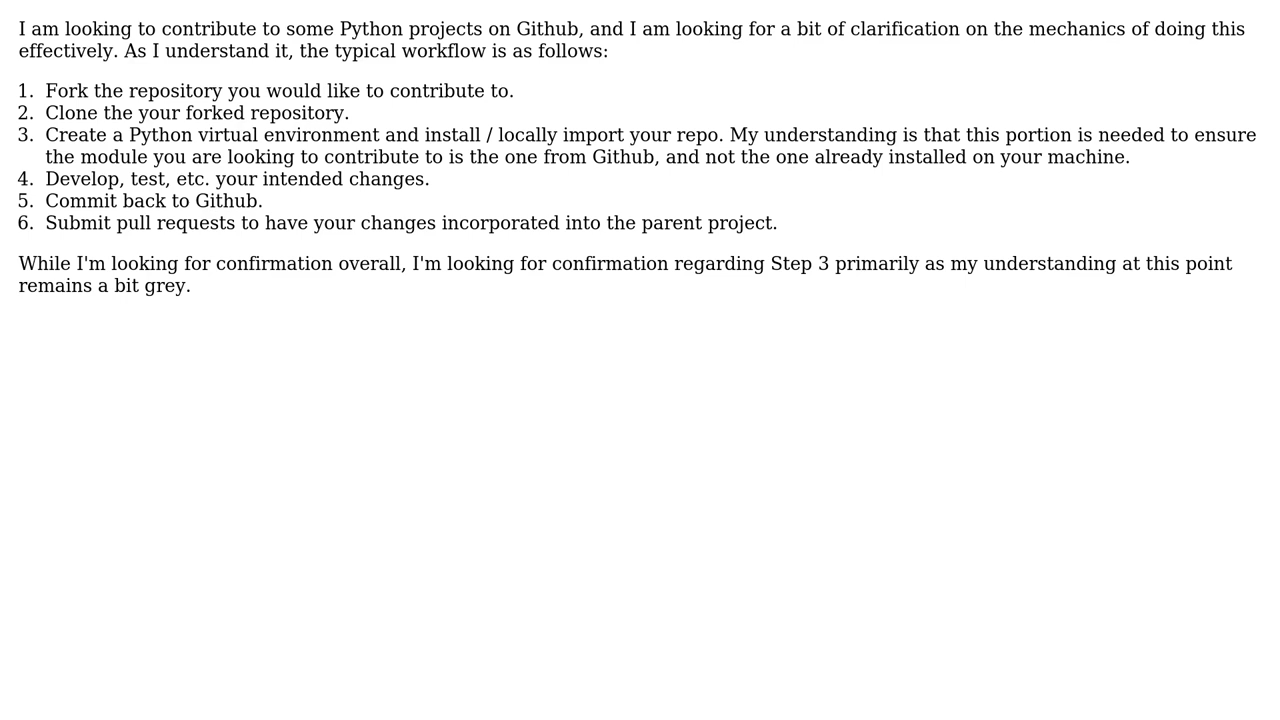 I am looking to contribute to some Python projects on Github, and I am looking for a bit of clarification on the mechanics of doing this
effectively. As I understand it, the typical workflow is as follows:
1. Fork the repository you would like to contribute to.
2. Clone the your forked repository.
3. Create a Python virtual environment and install / locally import your repo. My understanding is that this portion is needed to ensure
the module you are looking to contribute to is the one from Github, and not the one already installed on your machine.
4. Develop, test, etc. your intended changes.
5. Commit back to Github.
6. Submit pull requests to have your changes incorporated into the parent project.
While I'm looking for confirmation overall, I'm looking for confirmation regarding Step 3 primarily as my understanding at this point
remains a bit grey.